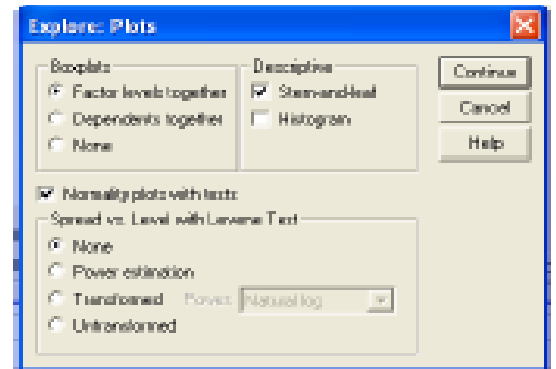 Explore: Plots
Boxplots
Factor levels together
Dependents together
None
Descriptive
Stem-and-leaf
Histogram
Continue
Cancel
Help
Normality plots with tests
Spread vs. Level with Levene Test
None
Power estimation
Transformed Power: Natural log
Untransformed